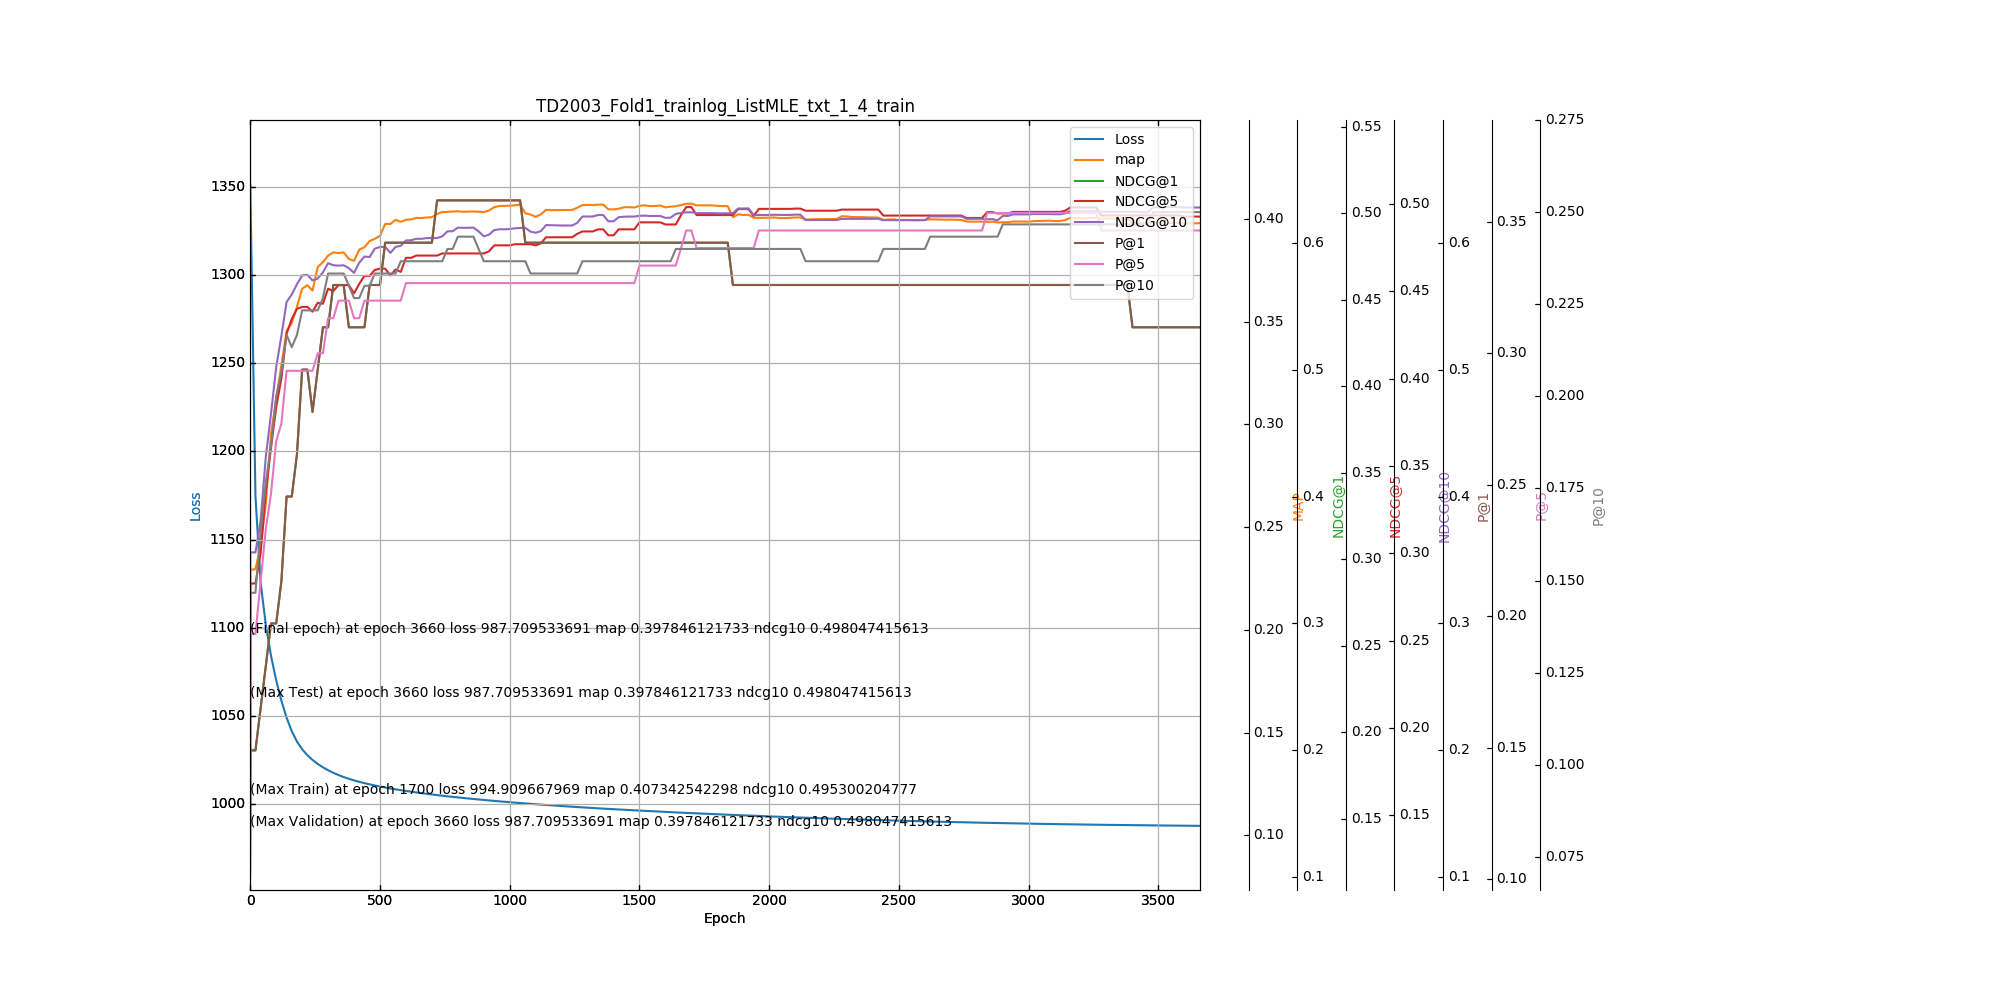 TD2003_Fold1_trainlog_ListMLE_txt_1_4_train
Loss
map
NDCG@1
NDCG@5
NDCG@10
P@1
P@5
P@10
1350
1300
1250
1200
1150
1100
1050
1000
Loss
(Final epoch) at epoch 3660 loss 987.709533691 map 0.397846121733 ndcg10 0.498047415613
(Max Test) at epoch 3660 loss 987.709533691 map 0.397846121733 ndcg10 0.498047415613
(Max Train) at epoch 1700 loss 994.909667969 map 0.407342542298 ndcg10 0.495300204777
(Max Validation) at epoch 3660 loss 987.709533691 map 0.397846121733 ndcg10 0.498047415613
0 500 1000 1500 2000 2500 3000 3500
Epoch
0.40
0.35
0.30
0.25
0.20
0.15
0.10
MAP
0.6
0.5
0.4
0.3
0.2
0.1
NDCG@1
0.55
0.50
0.45
0.40
0.35
0.30
0.25
0.20
0.15
NDCG@5
0.50
0.45
0.40
0.35
0.30
0.25
0.20
0.15
NDCG@10
0.6
0.5
0.4
0.3
0.2
0.1
P@1
0.35
0.30
0.25
0.20
0.15
0.10
P@5
0.275
0.250
0.225
0.200
0.175
0.150
0.125
0.100
0.075
P@10